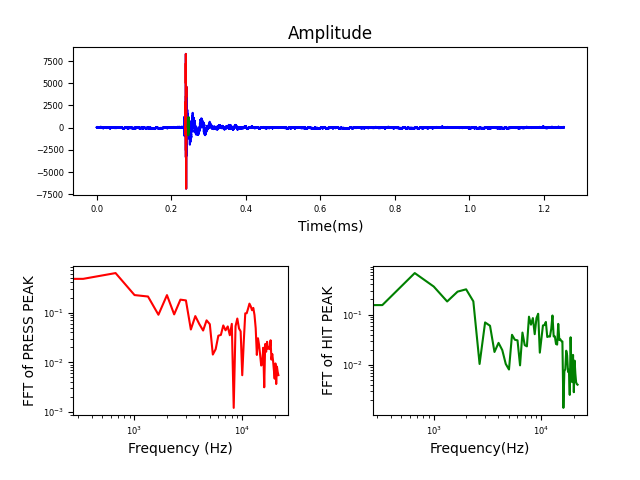 Amplitude
7500
5000
2500
0
−2500
−5000
−7500
0.0 0.2 0.4 0.6 0.8 1.0 1.2
Time(ms)
FFT of PRESS PEAK
10⁻¹
10⁻²
10⁻³
10³ 10⁴
Frequency (Hz)
FFT of HIT PEAK
10⁻¹
10⁻²
10³ 10⁴
Frequency(Hz)